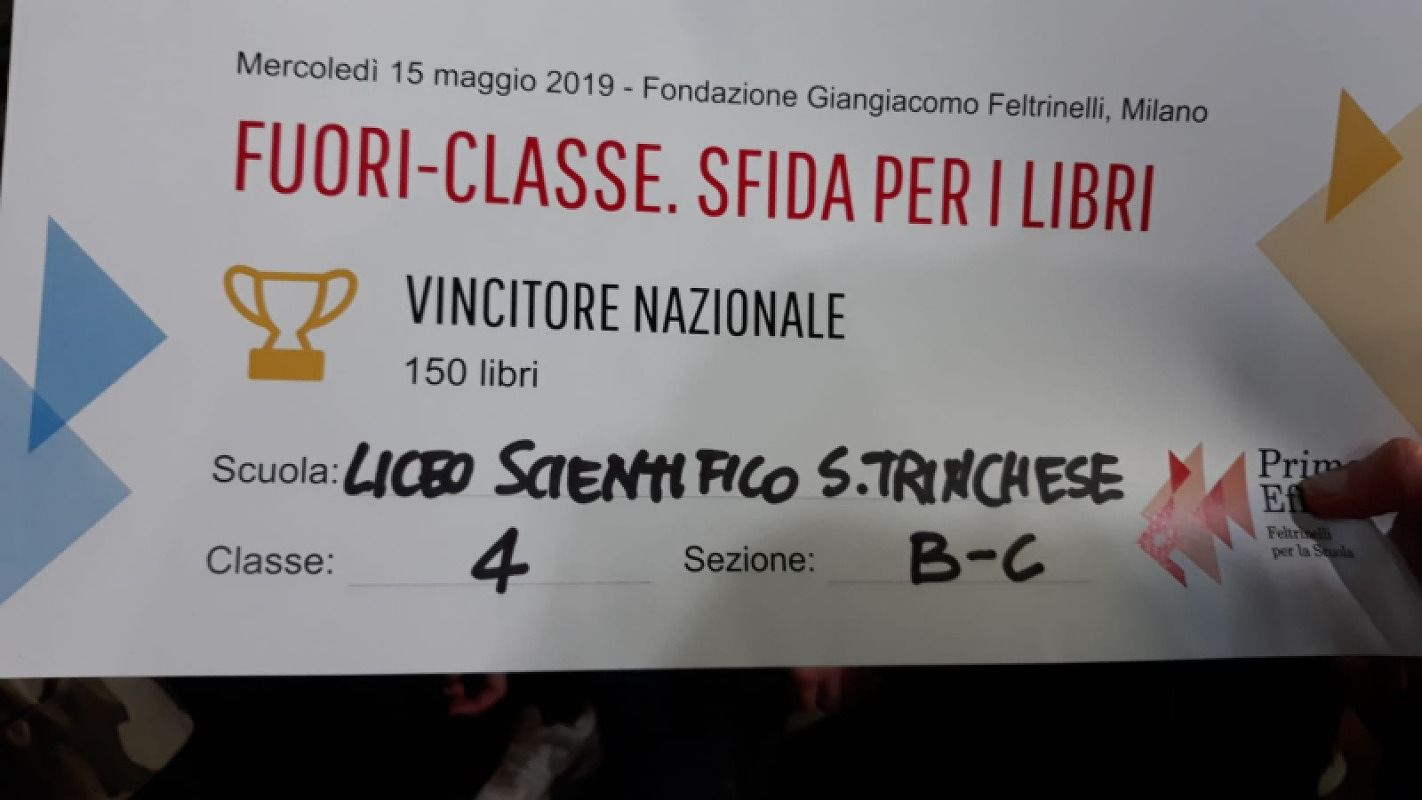 Mercoledì 15 maggio 2019 - Fondazione Giangiacomo Feltrinelli, Milano
FUORI-CLASSE. SFIDA PER I LIBRI
VINCITORE NAZIONALE
150 libri
Scuola: LICEO SCIENTIFICO S.TRINCHESE
Classe: 4 Sezione: B-C
Feltrinelli
per la Scuola